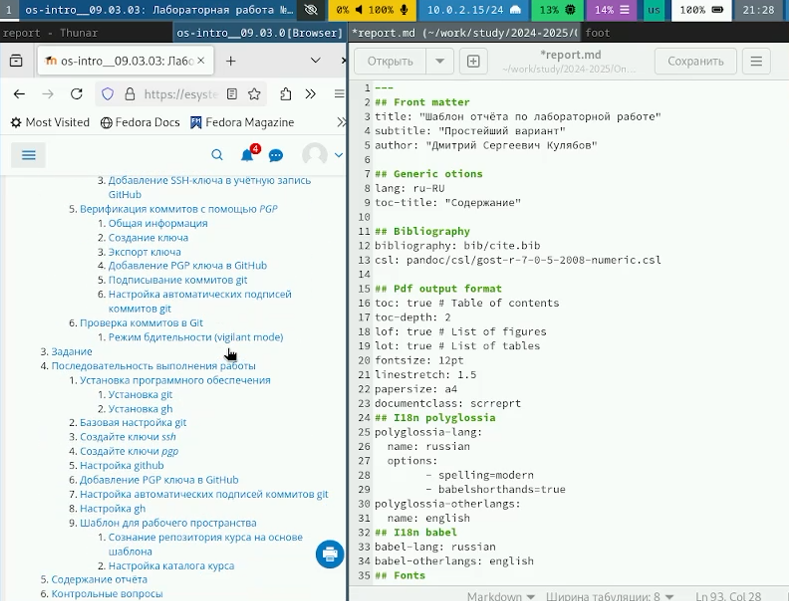 1 os-intro__09.03.03: Лабораторная работа №… 0% 100% 10.0.2.15/24 13% 14% us 100% 21:28
report - Thunar os-intro__09.03.0[Browser] *report.md (~/work/study/2024-2025/( foot
os-intro__09.03.03: Лабо
https://esyste
Most Visited Fedora Docs Fedora Magazine
4
3. Добавление SSH-ключа в учётную запись
GitHub
5. Верификация коммитов с помощью PGP
1. Общая информация
2. Создание ключа
3. Экспорт ключа
4. Добавление PGP ключа в GitHub
5. Подписывание коммитов git
6. Настройка автоматических подписей
коммитов git
6. Проверка коммитов в Git
1. Режим бдительности (vigilant mode)
3. Задание
4. Последовательность выполнения работы
1. Установка программного обеспечения
1. Установка git
2. Установка gh
2. Базовая настройка git
3. Создайте ключи ssh
4. Создайте ключи pgp
5. Настройка github
6. Добавление PGP ключа в GitHub
7. Настройка автоматических подписей коммитов git
8. Настройка gh
9. Шаблон для рабочего пространства
1. Сознание репозитория курса на основе
шаблона
2. Настройка каталога курса
5. Содержание отчёта
6. Контрольные вопросы
Открыть *report.md Сохранить
~/work/study/2024-2025/Оп…
1 ---
2 ## Front matter
3 title: "Шаблон отчёта по лабораторной работе"
4 subtitle: "Простейший вариант"
5 author: "Дмитрий Сергеевич Кулябов"
6
7 ## Generic otions
8 lang: ru-RU
9 toc-title: "Содержание"
10
11 ## Bibliography
12 bibliography: bib/cite.bib
13 csl: pandoc/csl/gost-r-7-0-5-2008-numeric.csl
14
15 ## Pdf output format
16 toc: true # Table of contents
17 toc-depth: 2
18 lof: true # List of figures
19 lot: true # List of tables
20 fontsize: 12pt
21 linestretch: 1.5
22 papersize: a4
23 documentclass: scrreprt
24 ## I18n polyglossia
25 polyglossia-lang:
26 name: russian
27 options:
28 - spelling=modern
29 - babelshorthands=true
30 polyglossia-otherlangs:
31 name: english
32 ## I18n babel
33 babel-lang: russian
34 babel-otherlangs: english
35 ## Fonts
Markdown Ширина табуляции: 8 Ln 93, Col 28